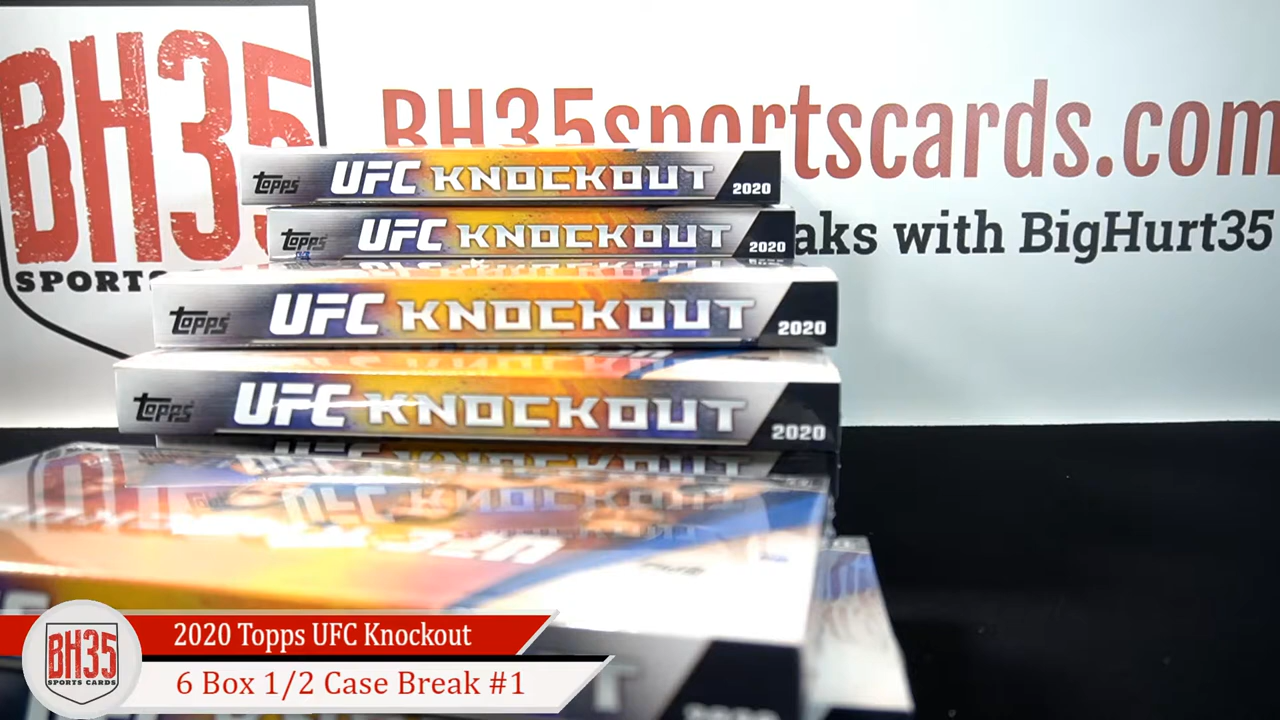 BH35
SPORTS
BH35sportscards.com
aks with BigHurt35
topps UFC KNOCKOUT 2020
topps UFC KNOCKOUT 2020
topps UFC KNOCKOUT 2020
topps UFC KNOCKOUT 2020
BH35
SPORTS CARDS
2020 Topps UFC Knockout
6 Box 1/2 Case Break #1